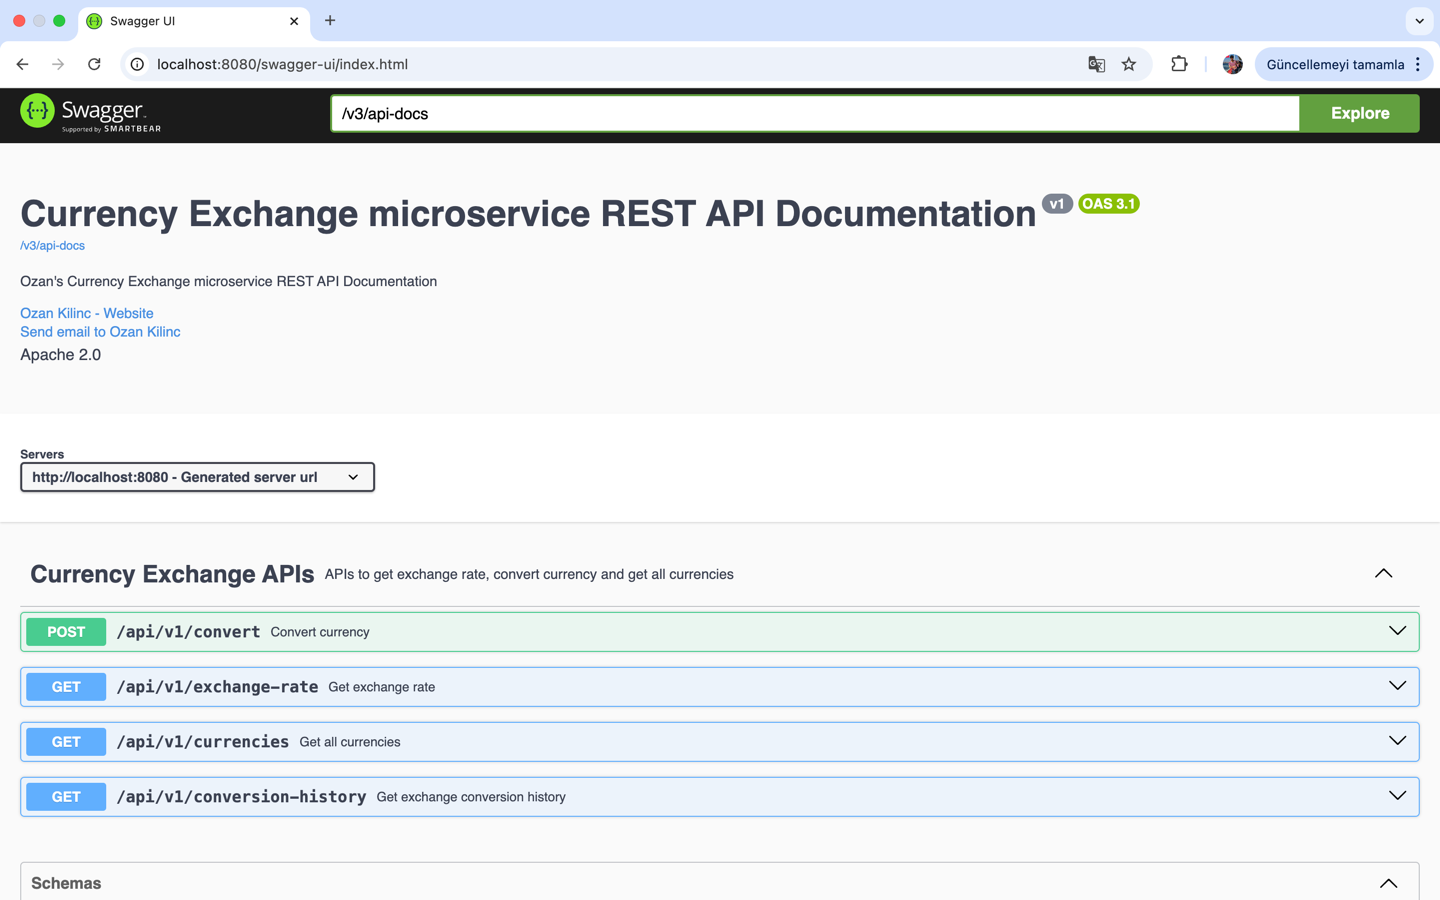 Swagger UI
localhost:8080/swagger-ui/index.html
Güncellemeyi tamamla
Swagger
Supported by SMARTBEAR
/v3/api-docs
Explore
Currency Exchange microservice REST API Documentation v1 OAS 3.1
/v3/api-docs
Ozan's Currency Exchange microservice REST API Documentation
Ozan Kilinc - Website
Send email to Ozan Kilinc
Apache 2.0
Servers
http://localhost:8080 - Generated server url
Currency Exchange APIs APIs to get exchange rate, convert currency and get all currencies
POST /api/v1/convert Convert currency
GET /api/v1/exchange-rate Get exchange rate
GET /api/v1/currencies Get all currencies
GET /api/v1/conversion-history Get exchange conversion history
Schemas